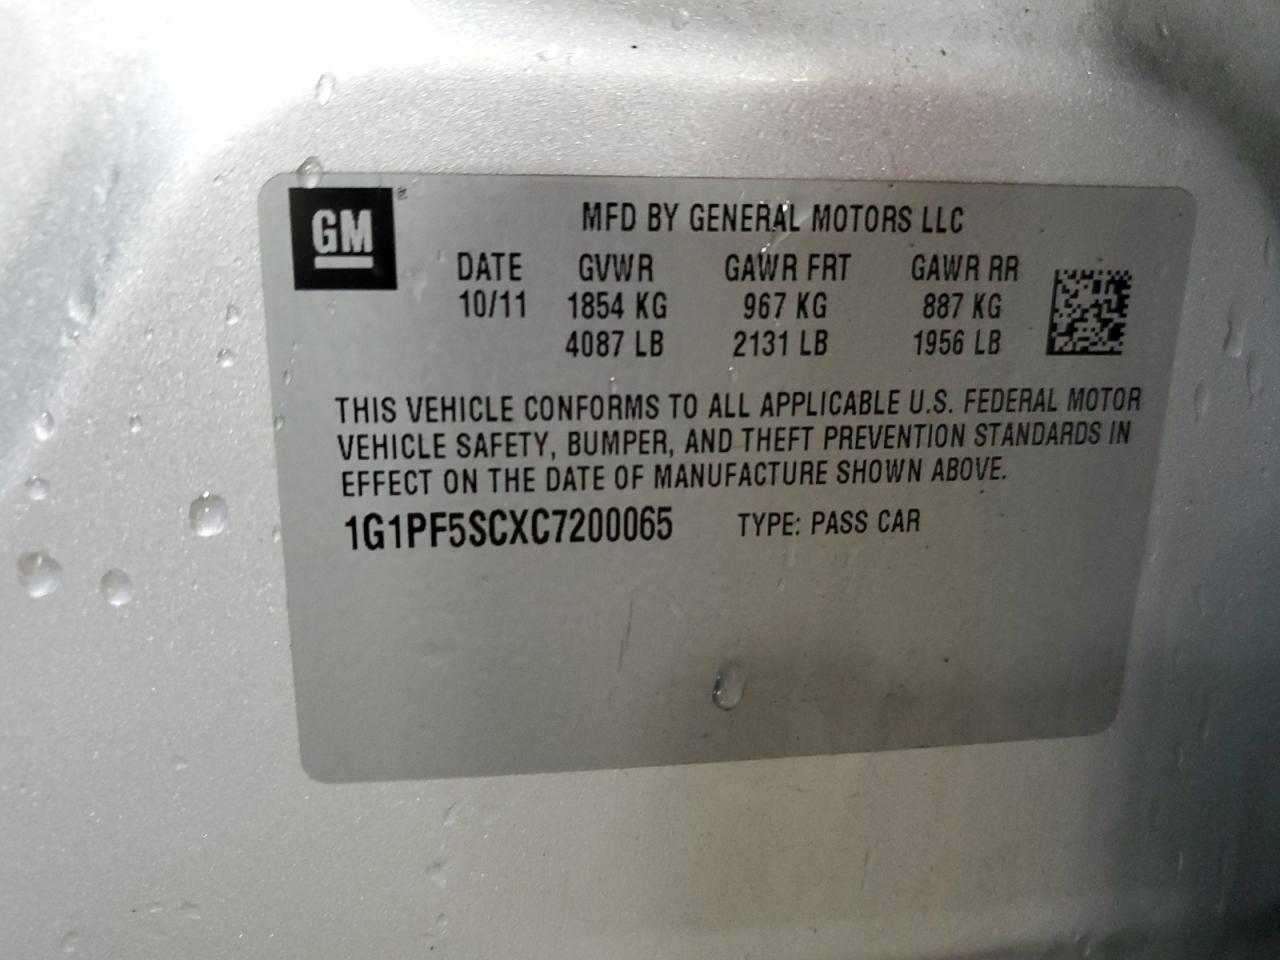 GM ®
MFD BY GENERAL MOTORS LLC
DATE GVWR GAWR FRT GAWR RR
10/11 1854 KG 967 KG 887 KG
4087 LB 2131 LB 1956 LB
THIS VEHICLE CONFORMS TO ALL APPLICABLE U.S. FEDERAL MOTOR
VEHICLE SAFETY, BUMPER, AND THEFT PREVENTION STANDARDS IN
EFFECT ON THE DATE OF MANUFACTURE SHOWN ABOVE.
1G1PF5SCXC7200065 TYPE: PASS CAR